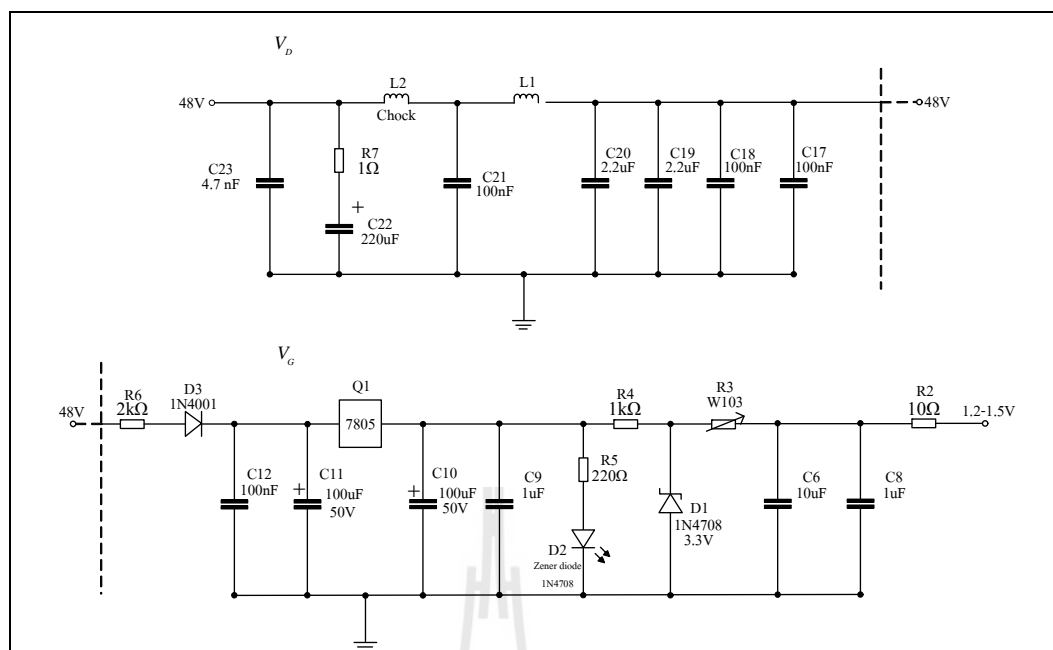 V_D
L2
L1
48V
Chock
48V
R7
1Ω
C23
4.7 nF
C22
220uF
+
C21
100nF
C20
2.2uF
C19
2.2uF
C18
100nF
C17
100nF
V_G
48V
R6
2kΩ
D3
1N4001
Q1
7805
R4
1kΩ
R3
W103
R2
10Ω
1.2-1.5V
C12
100nF
C11
+
100uF
50V
C10
+
100uF
50V
C9
1uF
R5
220Ω
D2
Zener diode
1N4708
D1
1N4708
3.3V
C6
10uF
C8
1uF